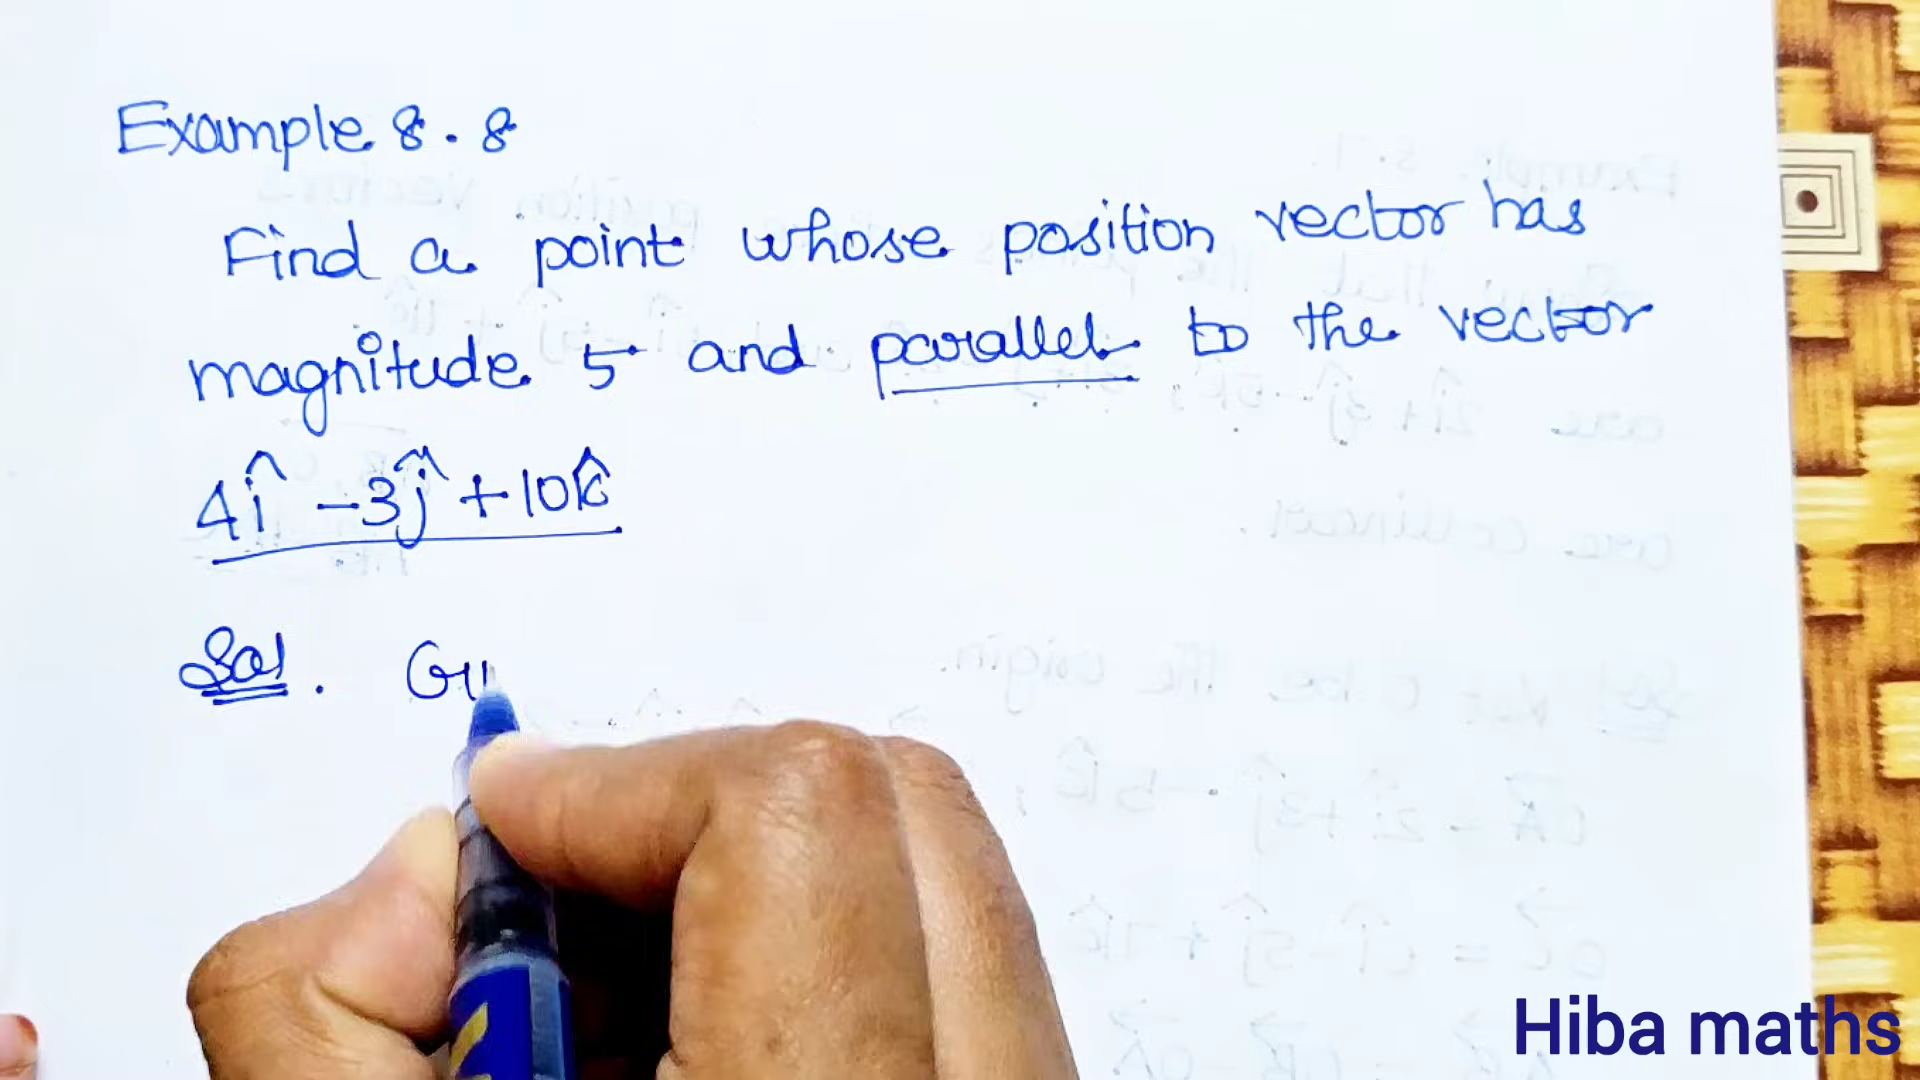 Example 8.8
Find a point whose position vector has
magnitude 5 and parallel to the vector
4î - 3ĵ + 10k̂
Sol. Gi
Hiba maths